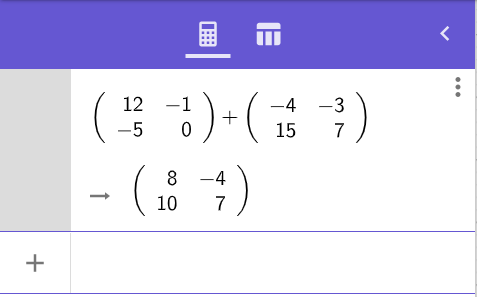 ( 12 −1 ) + ( −4 −3 )
( −5 0 ) ( 15 7 )
→ ( 8 −4 )
( 10 7 )
+